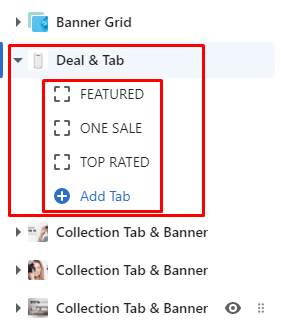 Banner Grid
Deal & Tab
FEATURED
ONE SALE
TOP RATED
Add Tab
Collection Tab & Banner
Collection Tab & Banner
Collection Tab & Banner